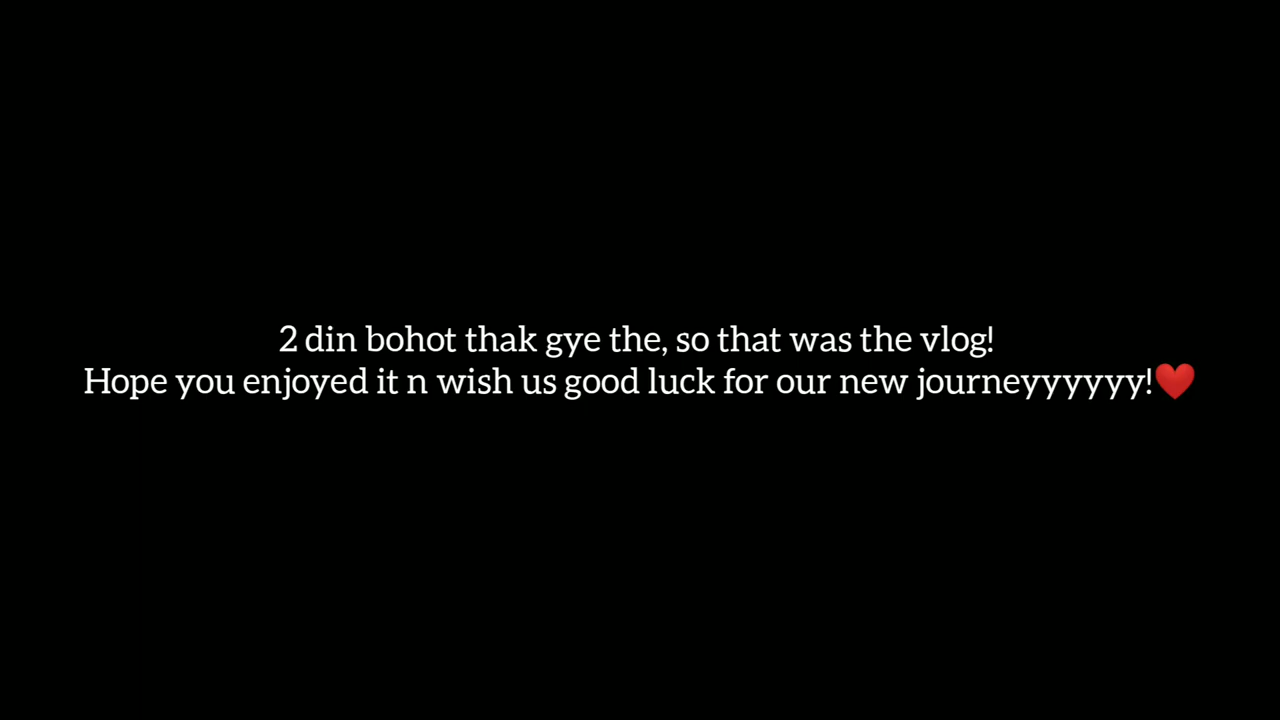 2 din bohot thak gye the, so that was the vlog!
Hope you enjoyed it n wish us good luck for our new journeyyyyyy!❤️